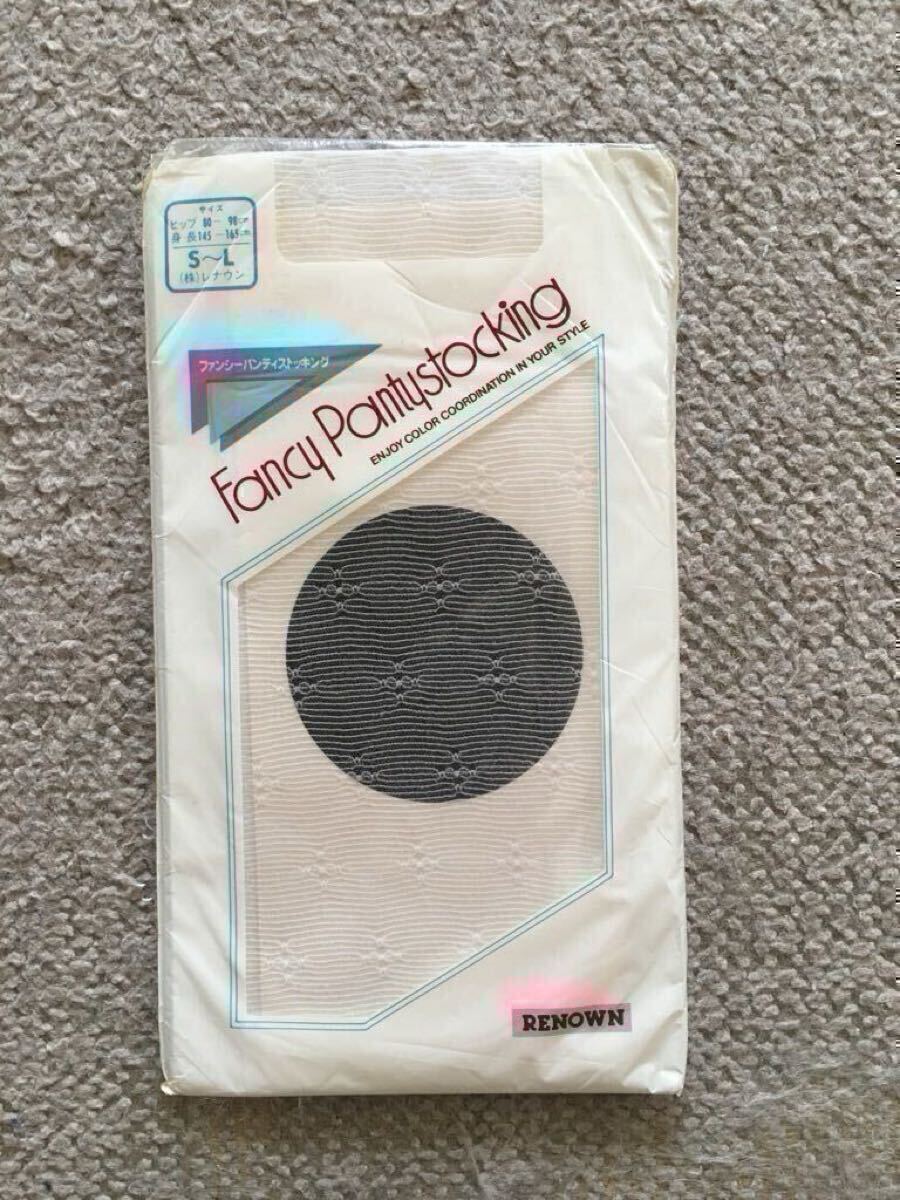 サイズ
ヒップ 80－98cm
身長145－165cm
S～L
(株)レナウン
ファンシーパンティストッキング
Fancy Pantystocking
ENJOY COLOR COORDINATION IN YOUR STYLE
RENOWN